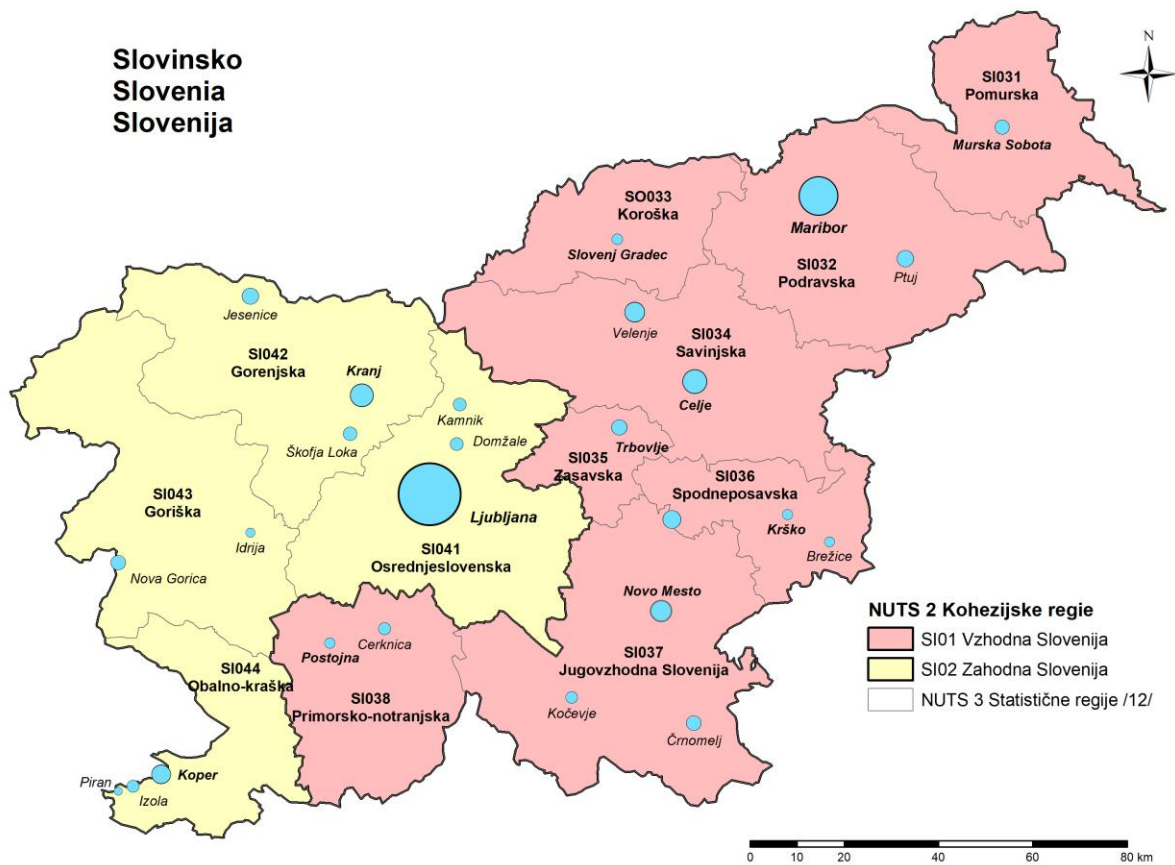 Slovinsko
Slovenia
Slovenija
N
SI031
Pomurska
Murska Sobota
SO033
Koroška
Slovenj Gradec
Maribor
SI032
Podravska
Ptuj
Jesenice
Velenje
SI034
Savinjska
SI042
Gorenjska
Kranj
Celje
Kamnik
Škofja Loka
Domžale
Trbovlje
SI035
Zasavska
SI036
Spodneposavska
SI043
Goriška
Ljubljana
Krško
Idrija
SI041
Osrednjeslovenska
Brežice
Nova Gorica
Novo Mesto
NUTS 2 Kohezijske regie
SI01 Vzhodna Slovenija
SI02 Zahodna Slovenija
NUTS 3 Statistične regije /12/
Postojna
Cerknica
SI044
Obalno-kraška
SI037
Jugovzhodna Slovenija
SI038
Primorsko-notranjska
Kočevje
Črnomelj
Piran
Koper
Izola
0 10 20 40 60 80 km